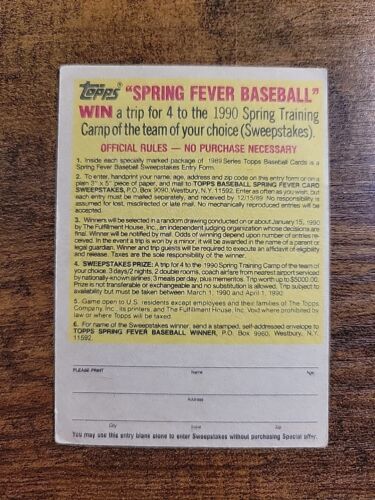 Topps® "SPRING FEVER BASEBALL"
WIN a trip for 4 to the 1990 Spring Training
Camp of the team of your choice (Sweepstakes).
OFFICIAL RULES — NO PURCHASE NECESSARY
1. Inside each specially marked package of 1989 Series Topps Baseball Cards is a
Spring Fever Baseball Sweepstakes Entry Form.
2. To enter, handprint your name, age, address and zip code on this entry form or on a
plain 3" x 5" piece of paper, and mail to TOPPS BASEBALL SPRING FEVER CARD
SWEEPSTAKES, P.O. BOX 9090, Westbury, N.Y. 11592. Enter as often as you wish, but
each entry must be mailed separately, and received by 12/15/89. No responsibility is
assumed for lost, misdirected or late mail. No mechanically reproduced entries will be
accepted.
3. Winners will be selected in a random drawing conducted on or about January 15, 1990
by The Fulfillment House, Inc., an independent judging organization whose decisions are
final. Winner will be notified by mail. Odds of winning depend upon number of entries re-
ceived. In the event a trip is won by a minor, it will be awarded in the name of a parent or
legal guardian. Winner and trip guests will be required to execute an affidavit of eligibility
and release. Taxes are the sole responsibility of the winner.
4. SWEEPSTAKES PRIZE: A trip for 4 to the 1990 Spring Training Camp of the team of
your choice. 3 days/2 nights, 2 double rooms, coach airfare from nearest airport serviced
by nationally-known airlines, 3 meals per day, plus mementos. Trip worth up to $5000.00.
Prize is not transferable or exchangeable and no substitution is allowed. Trip subject to
availability but must be taken between March 1, 1990 and April 1, 1990.
5. Game open to U.S. residents except employees and their families of The Topps
Company, Inc., its printers, and The Fulfillment House, Inc. Void where prohibited by
law or where Topps will be taxed.
6. For name of the Sweepstakes winner, send a stamped, self-addressed envelope to
TOPPS SPRING FEVER BASEBALL WINNER, P.O. Box 9960, Westbury, N.Y.
11592.
PLEASE PRINT Name Age
Address
City State Zip
You may use this entry blank alone to enter Sweepstakes without purchasing Special offer.